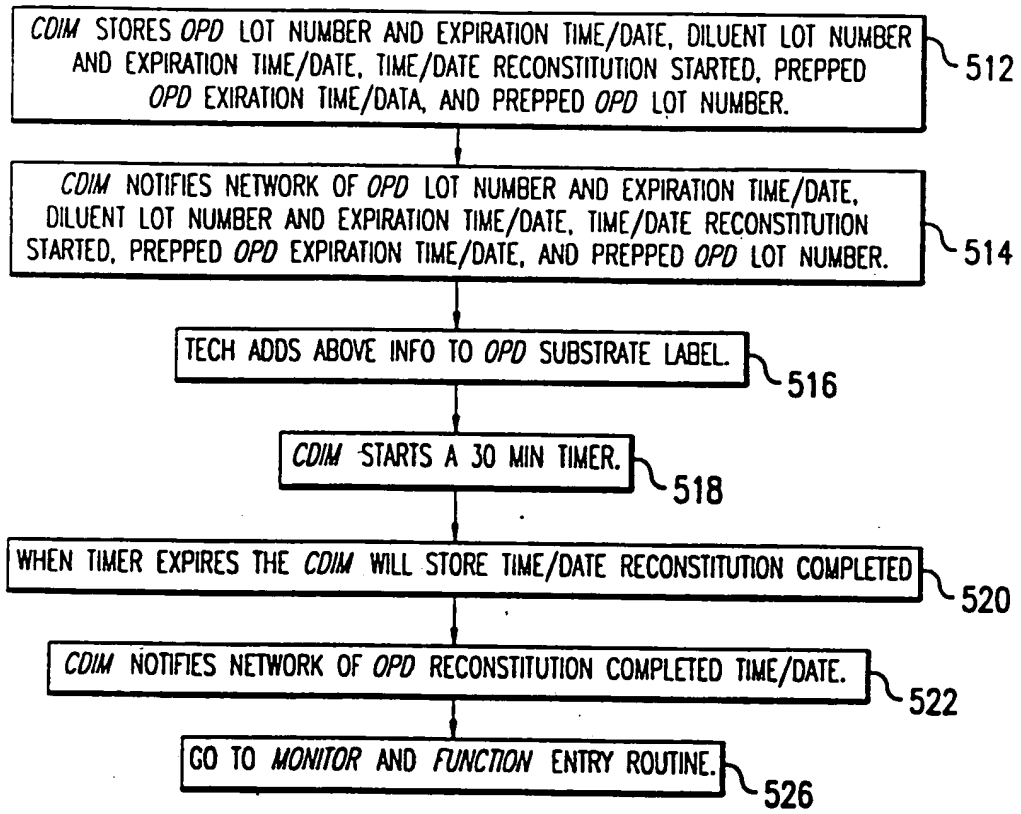 CDIM STORES OPD LOT NUMBER AND EXPIRATION TIME/DATE, DILUENT LOT NUMBER
AND EXPIRATION TIME/DATE, TIME/DATE RECONSTITUTION STARTED, PREPPED
OPD EXIRATION TIME/DATA, AND PREPPED OPD LOT NUMBER.
512
CDIM NOTIFIES NETWORK OF OPD LOT NUMBER AND EXPIRATION TIME/DATE,
DILUENT LOT NUMBER AND EXPIRATION TIME/DATE, TIME/DATE RECONSTITUTION
STARTED, PREPPED OPD EXPIRATION TIME/DATE, AND PREPPED OPD LOT NUMBER.
514
TECH ADDS ABOVE INFO TO OPD SUBSTRATE LABEL.
516
CDIM STARTS A 30 MIN TIMER.
518
WHEN TIMER EXPIRES THE CDIM WILL STORE TIME/DATE RECONSTITUTION COMPLETED
520
CDIM NOTIFIES NETWORK OF OPD RECONSTITUTION COMPLETED TIME/DATE.
522
GO TO MONITOR AND FUNCTION ENTRY ROUTINE.
526